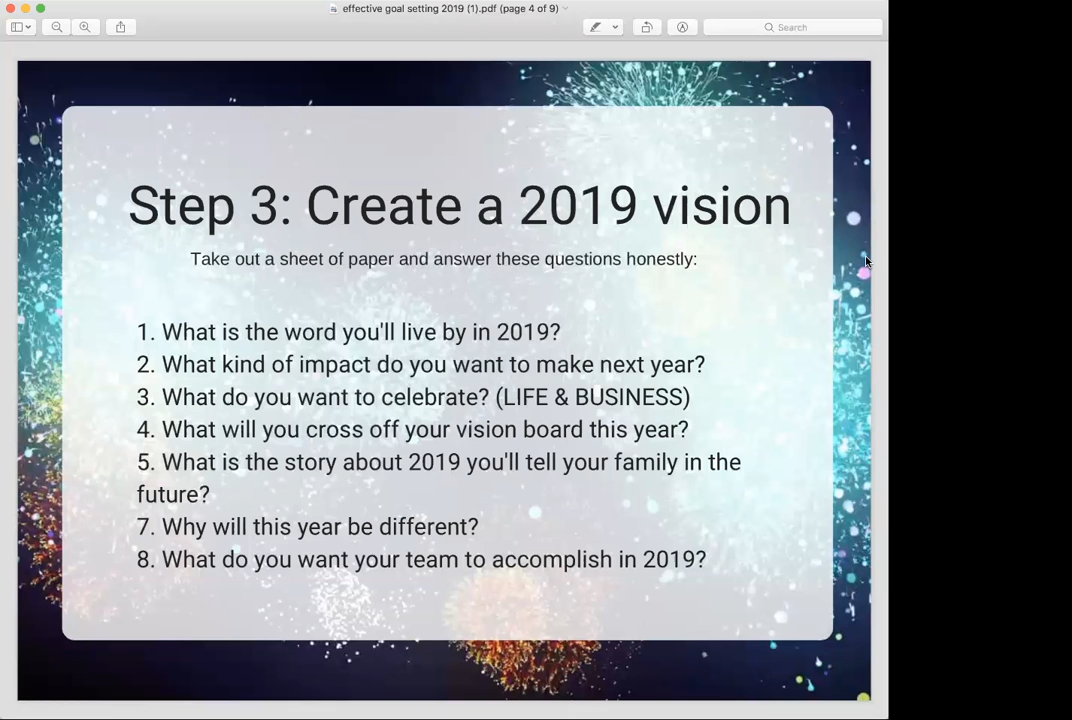 effective goal setting 2019 (1).pdf (page 4 of 9)
Search
Step 3: Create a 2019 vision
Take out a sheet of paper and answer these questions honestly:
1. What is the word you'll live by in 2019?
2. What kind of impact do you want to make next year?
3. What do you want to celebrate? (LIFE & BUSINESS)
4. What will you cross off your vision board this year?
5. What is the story about 2019 you'll tell your family in the
future?
7. Why will this year be different?
8. What do you want your team to accomplish in 2019?